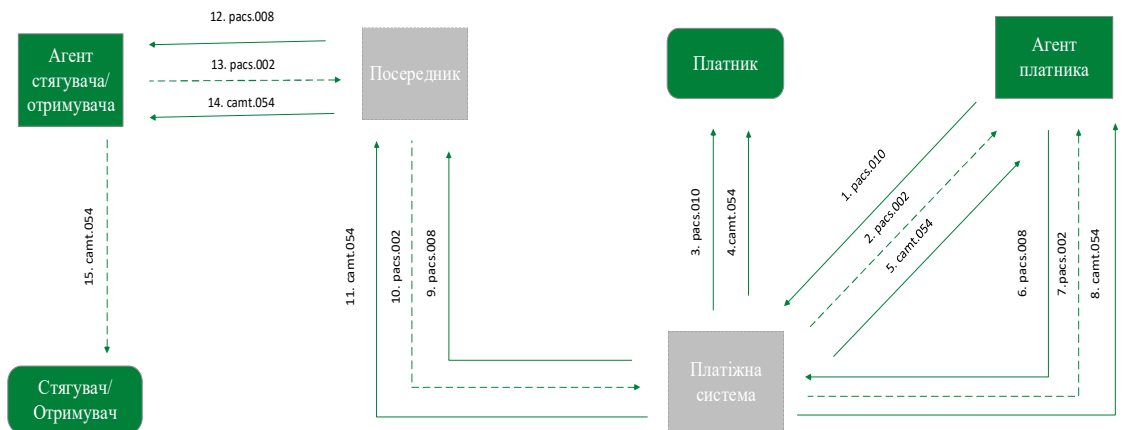 12. pacs.008
Агент
стягувача/
отримувача
13. pacs.002
14. camt.054
Посередник
Платник
Агент
платника
15. camt.054
11. camt.054
10. pacs.002
9. pacs.008
3. pacs.010
4.camt.054
1. pacs.010
2. pacs.002
5. camt.054
6. pacs.008
7.pacs.002
8. camt.054
Стягувач/
Отримувач
Платіжна
система